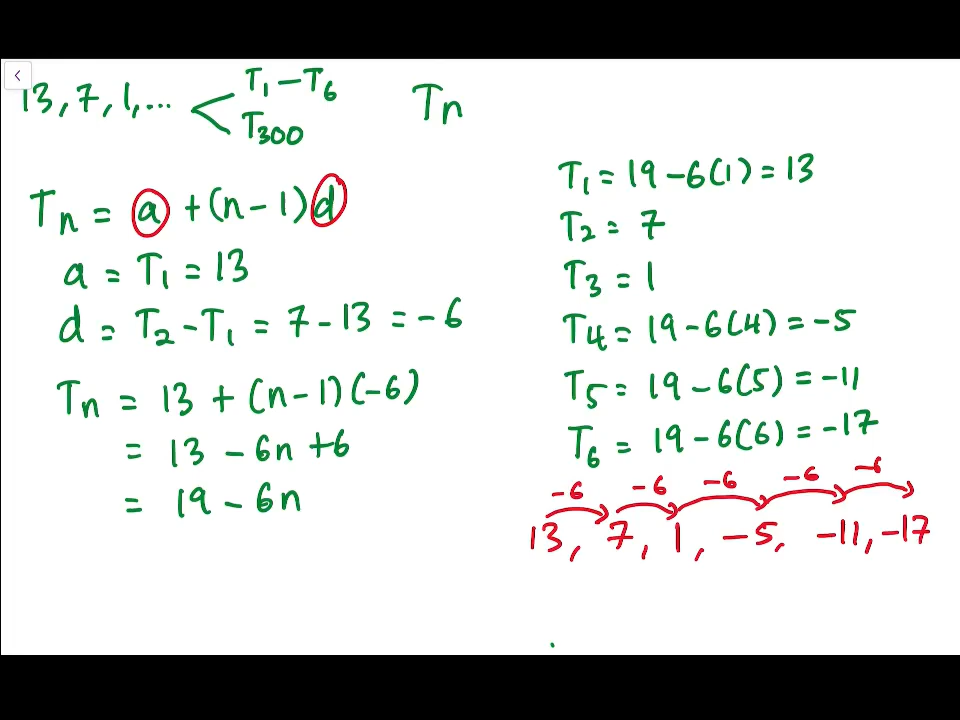 13, 7, 1, ... < T₁ - T₆
T₃₀₀
Tₙ
Tₙ = a + (n - 1) d
a = T₁ = 13
d = T₂ - T₁ = 7 - 13 = -6
Tₙ = 13 + (n - 1)(-6)
= 13 - 6n + 6
= 19 - 6n
T₁ = 19 - 6(1) = 13
T₂ = 7
T₃ = 1
T₄ = 19 - 6(4) = -5
T₅ = 19 - 6(5) = -11
T₆ = 19 - 6(6) = -17
-6 -6 -6 -6 -6
13, 7, 1, -5, -11, -17